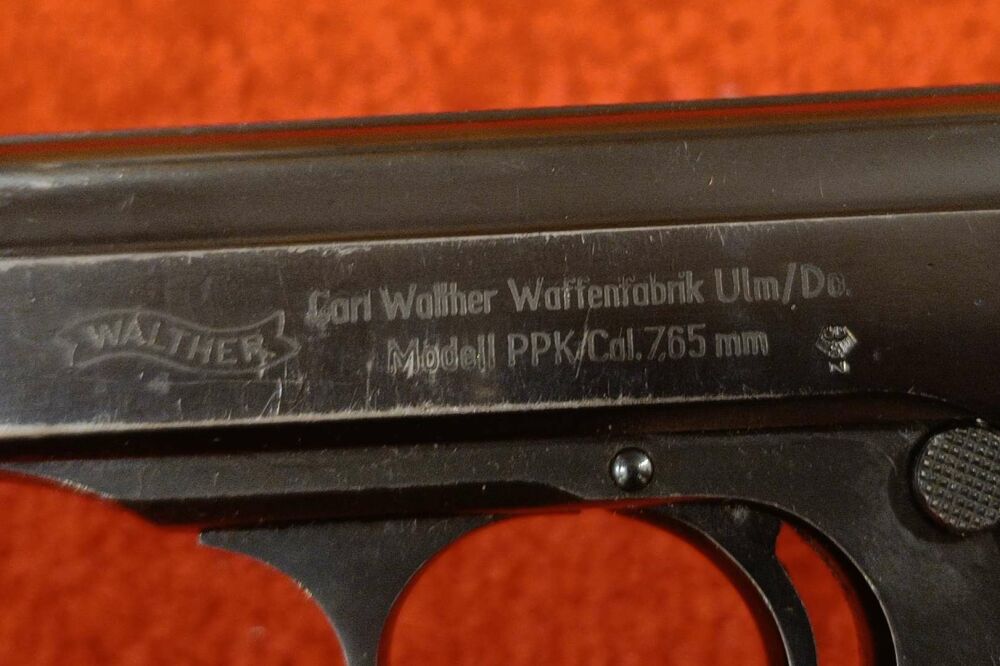 WALTHER
Carl Walther Waffenfabrik Ulm/Do.
Modell PPK/Cal.7,65 mm
N